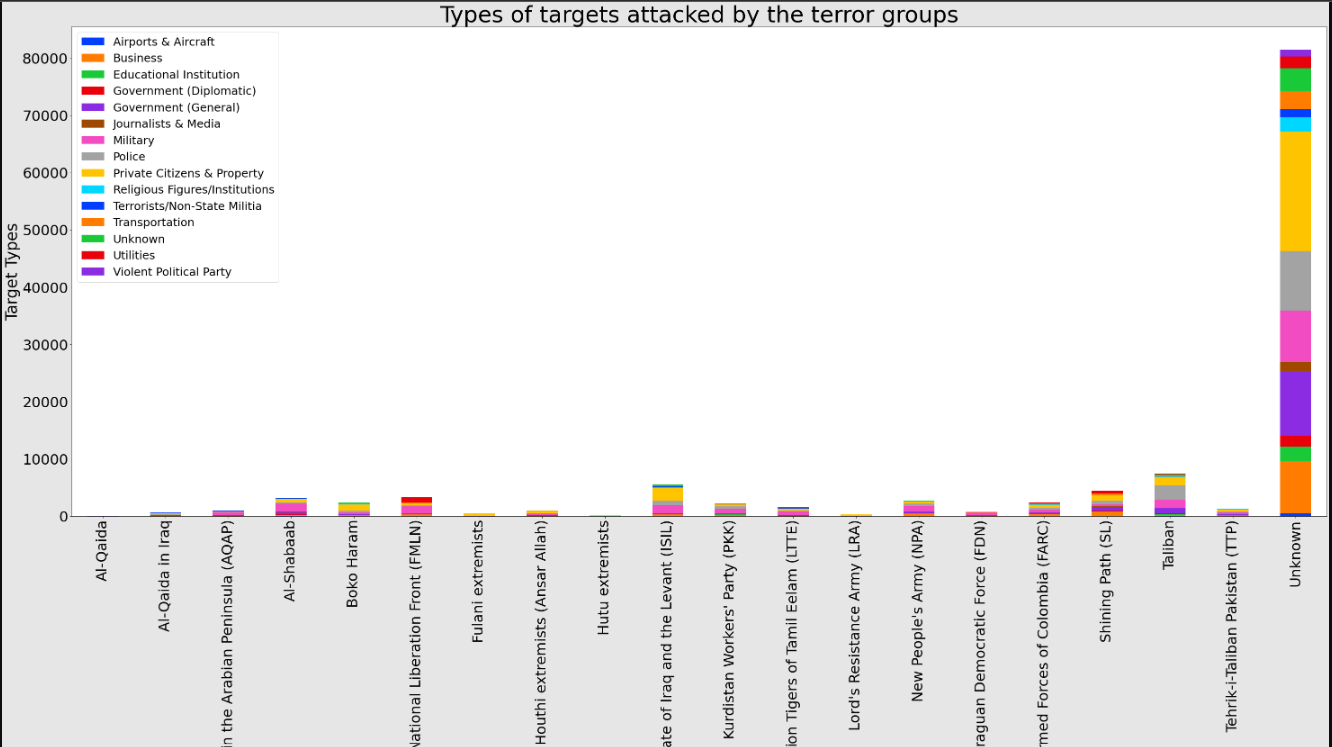 Types of targets attacked by the terror groups
Airports & Aircraft
Business
Educational Institution
Government (Diplomatic)
Government (General)
Journalists & Media
Military
Police
Private Citizens & Property
Religious Figures/Institutions
Terrorists/Non-State Militia
Transportation
Unknown
Utilities
Violent Political Party
Target Types
80000
70000
60000
50000
40000
30000
20000
10000
0
Al-Qaida
Al-Qaida in Iraq
in the Arabian Peninsula (AQAP)
Al-Shabaab
Boko Haram
National Liberation Front (FMLN)
Fulani extremists
Houthi extremists (Ansar Allah)
Hutu extremists
ate of Iraq and the Levant (ISIL)
Kurdistan Workers' Party (PKK)
ion Tigers of Tamil Eelam (LTTE)
Lord's Resistance Army (LRA)
New People's Army (NPA)
raguan Democratic Force (FDN)
rmed Forces of Colombia (FARC)
Shining Path (SL)
Taliban
Tehrik-i-Taliban Pakistan (TTP)
Unknown